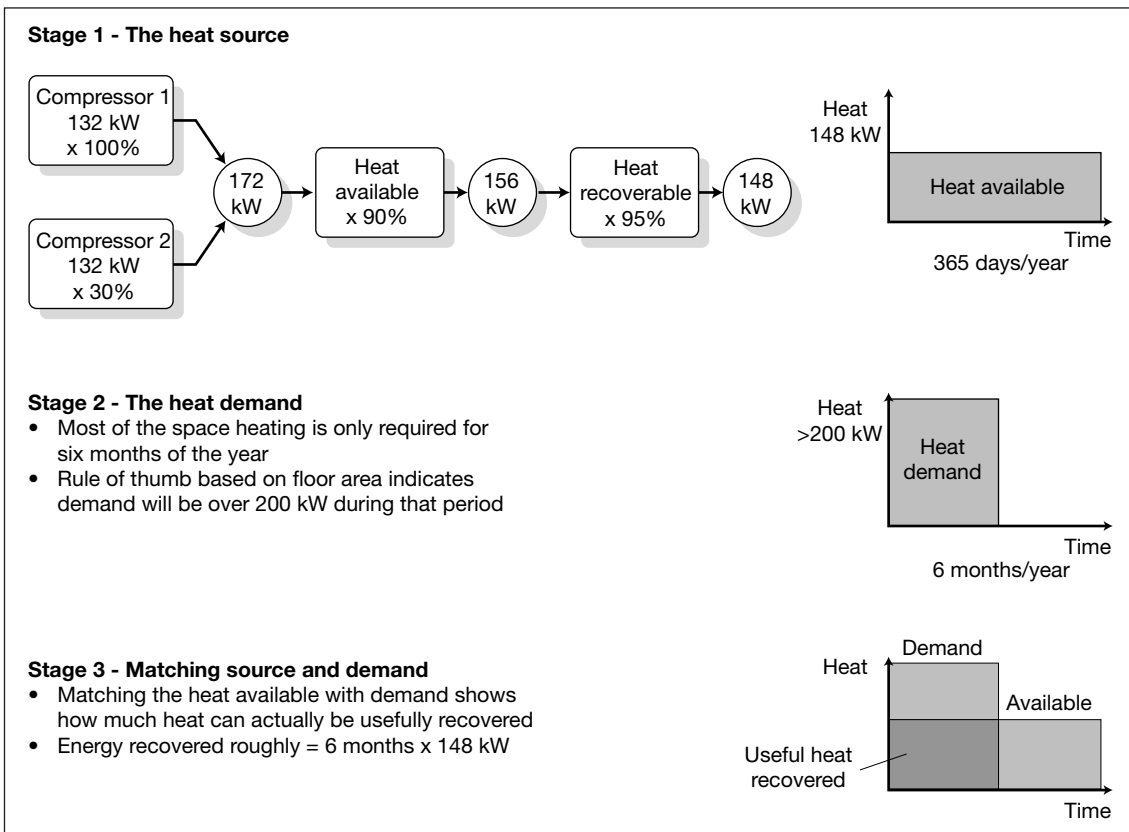 Stage 1 - The heat source
Compressor 1
132 kW
x 100%
Compressor 2
132 kW
x 30%
172
kW
Heat
available
x 90%
156
kW
Heat
recoverable
x 95%
148
kW
Heat
148 kW
Heat available
Time
365 days/year
Stage 2 - The heat demand
• Most of the space heating is only required for
six months of the year
• Rule of thumb based on floor area indicates
demand will be over 200 kW during that period
Heat
>200 kW
Heat
demand
Time
6 months/year
Stage 3 - Matching source and demand
• Matching the heat available with demand shows
how much heat can actually be usefully recovered
• Energy recovered roughly = 6 months x 148 kW
Demand
Heat
Available
Useful heat
recovered
Time